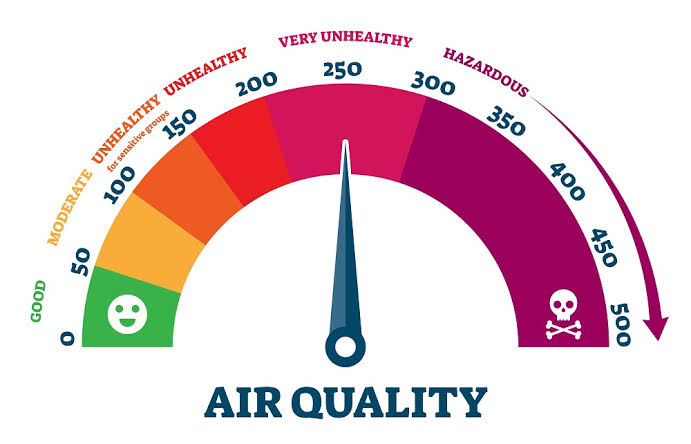 GOOD
MODERATE
UNHEALTHY
for sensitive groups
UNHEALTHY
VERY UNHEALTHY
HAZARDOUS
0
50
100
150
200
250
300
350
400
450
500
AIR QUALITY